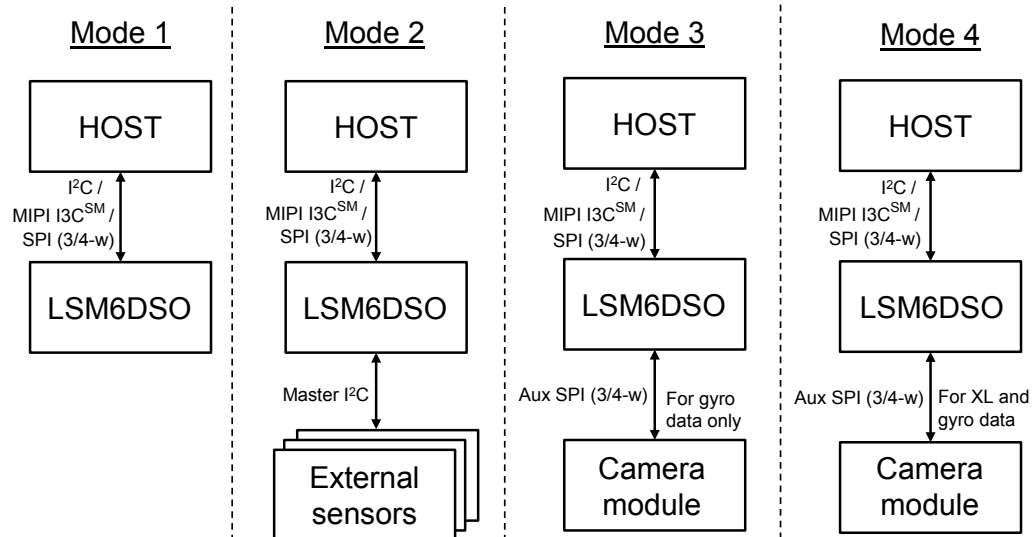 Mode 1
HOST
I²C /
MIPI I3C^SM /
SPI (3/4-w)
LSM6DSO
Mode 2
HOST
I²C /
MIPI I3C^SM /
SPI (3/4-w)
LSM6DSO
Master I²C
External
sensors
Mode 3
HOST
I²C /
MIPI I3C^SM /
SPI (3/4-w)
LSM6DSO
Aux SPI (3/4-w)
For gyro
data only
Camera
module
Mode 4
HOST
I²C /
MIPI I3C^SM /
SPI (3/4-w)
LSM6DSO
Aux SPI (3/4-w)
For XL and
gyro data
Camera
module